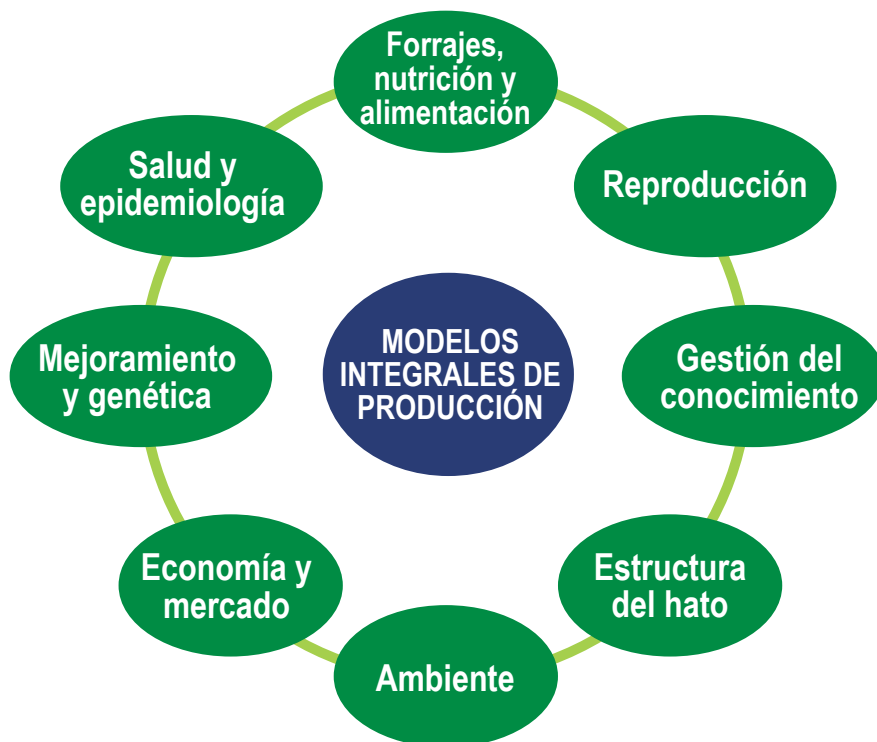 Forrajes,
nutrición y
alimentación
Reproducción
Gestión del
conocimiento
Estructura
del hato
Ambiente
Economía y
mercado
Mejoramiento
y genética
Salud y
epidemiología
MODELOS
INTEGRALES DE
PRODUCCIÓN